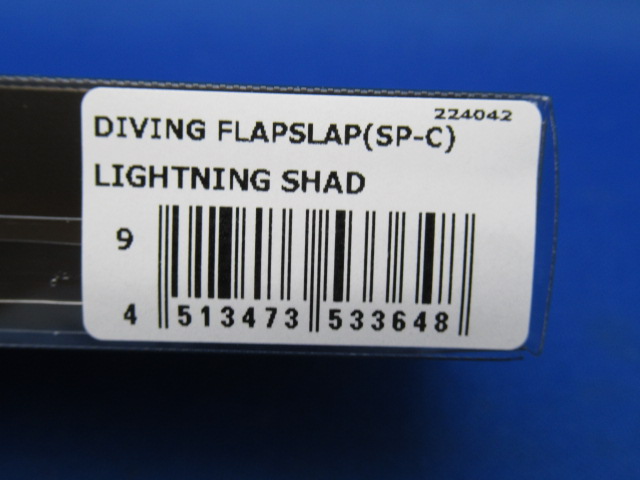 224042
DIVING FLAPSLAP(SP-C)
LIGHTNING SHAD
9
4 513473 533648